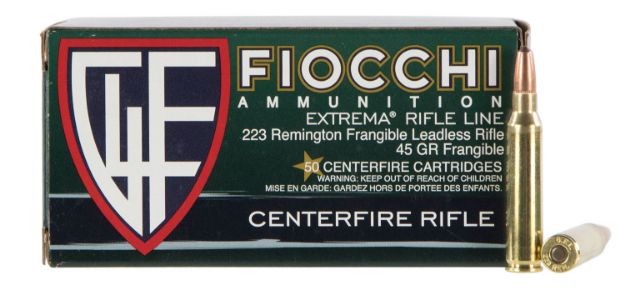 GFL
FIOCCHI
AMMUNITION
EXTREMA® RIFLE LINE
223 Remington Frangible Leadless Rifle
45 GR Frangible
50 CENTERFIRE CARTRIDGES
WARNING: KEEP OUT OF REACH OF CHILDREN
MISE EN GARDE: GARDEZ HORS DE PORTEE DES ENFANTS.
CENTERFIRE RIFLE